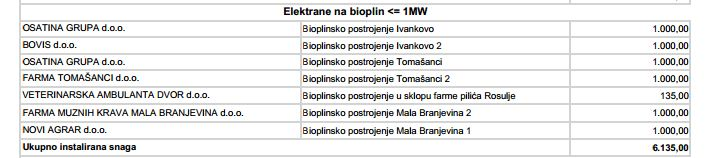 Elektrane na bioplin <= 1MW
OSATINA GRUPA d.o.o. Bioplinsko postrojenje Ivankovo 1.000,00
BOVIS d.o.o. Bioplinsko postrojenje Ivankovo 2 1.000,00
OSATINA GRUPA d.o.o. Bioplinsko postrojenje Tomašanci 1.000,00
FARMA TOMAŠANCI d.o.o. Bioplinsko postrojenje Tomašanci 2 1.000,00
VETERINARSKA AMBULANTA DVOR d.o.o. Bioplinsko postrojenje u sklopu farme pilića Rosulje 135,00
FARMA MUZNIH KRAVA MALA BRANJEVINA d.o.o. Bioplinsko postrojenje Mala Branjevina 2 1.000,00
NOVI AGRAR d.o.o. Bioplinsko postrojenje Mala Branjevina 1 1.000,00
Ukupno instalirana snaga 6.135,00